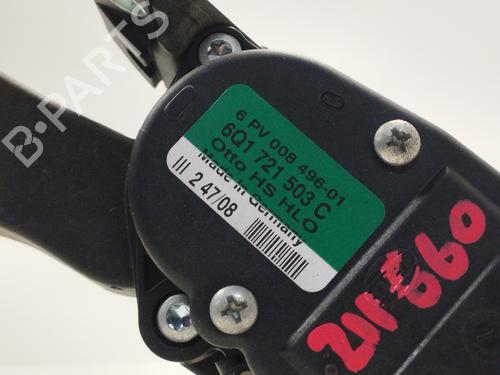 B-PARTS
6 PV 008 496-01
6Q1 721 503 C
Otto HS HLO
Made in Germany
III 2 47/08